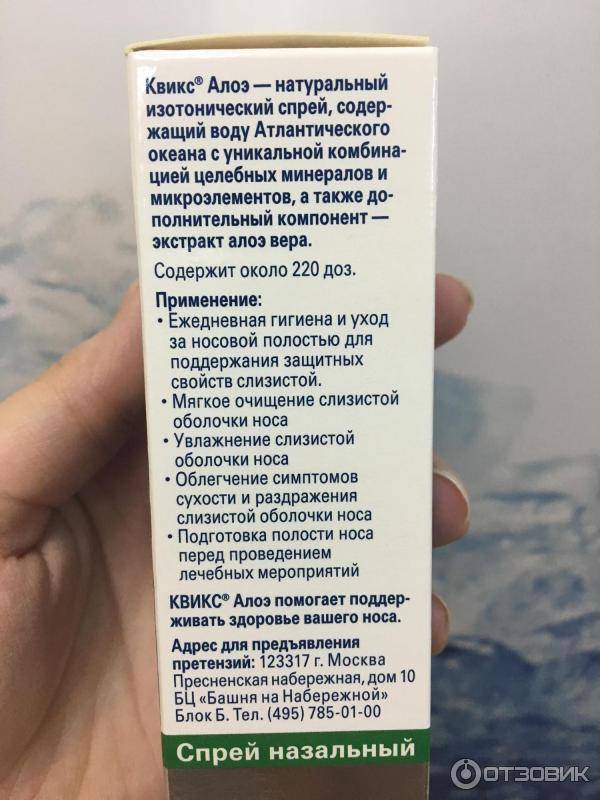 Квикс® Алоэ — натуральный
изотонический спрей, содер-
жащий воду Атлантического
океана с уникальной комбина-
цией целебных минералов и
микроэлементов, а также до-
полнительный компонент —
экстракт алоэ вера.
Содержит около 220 доз.
Применение:
• Ежедневная гигиена и уход
за носовой полостью для
поддержания защитных
свойств слизистой.
• Мягкое очищение слизистой
оболочки носа
• Увлажнение слизистой
оболочки носа
• Облегчение симптомов
сухости и раздражения
слизистой оболочки носа
• Подготовка полости носа
перед проведением
лечебных мероприятий
КВИКС® Алоэ помогает поддер-
живать здоровье вашего носа.
Адрес для предъявления
претензий: 123317 г. Москва
Пресненская набережная, дом 10
БЦ «Башня на Набережной»
Блок Б. Тел. (495) 785-01-00
Спрей назальный
ОТЗОВИК